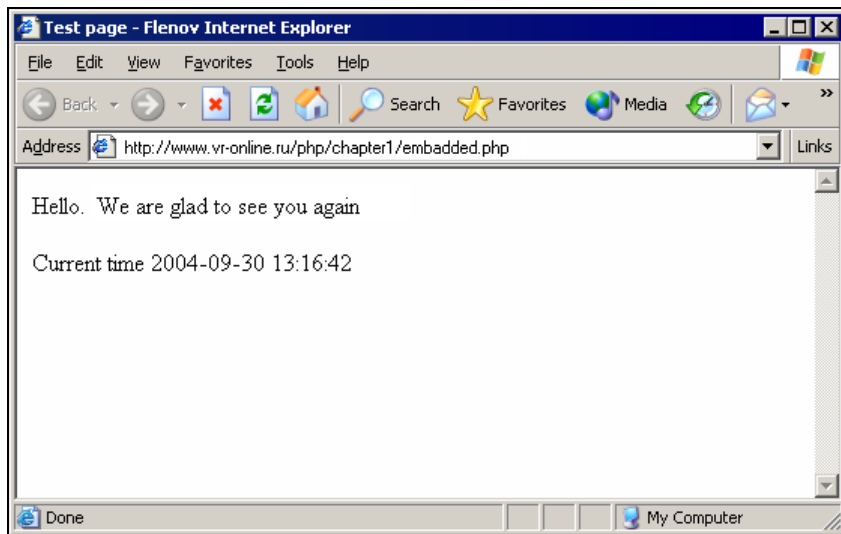 Test page - Flenov Internet Explorer
File Edit View Favorites Tools Help
Back Search Favorites Media »
Address http://www.vr-online.ru/php/chapter1/embadded.php Links
Hello. We are glad to see you again
Current time 2004-09-30 13:16:42
Done My Computer